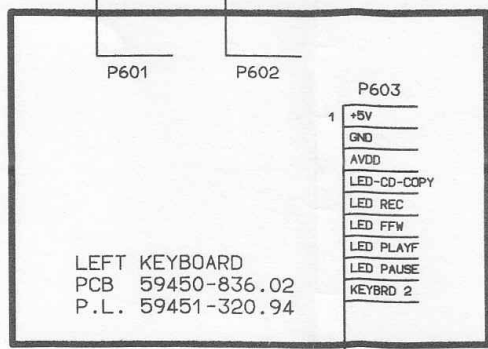 P601
P602
P603
1
+5V
GND
AVDD
LED-CD-COPY
LED REC
LED FFW
LED PLAYF
LED PAUSE
KEYBRD 2
LEFT KEYBOARD
PCB 59450-836.02
P.L. 59451-320.94